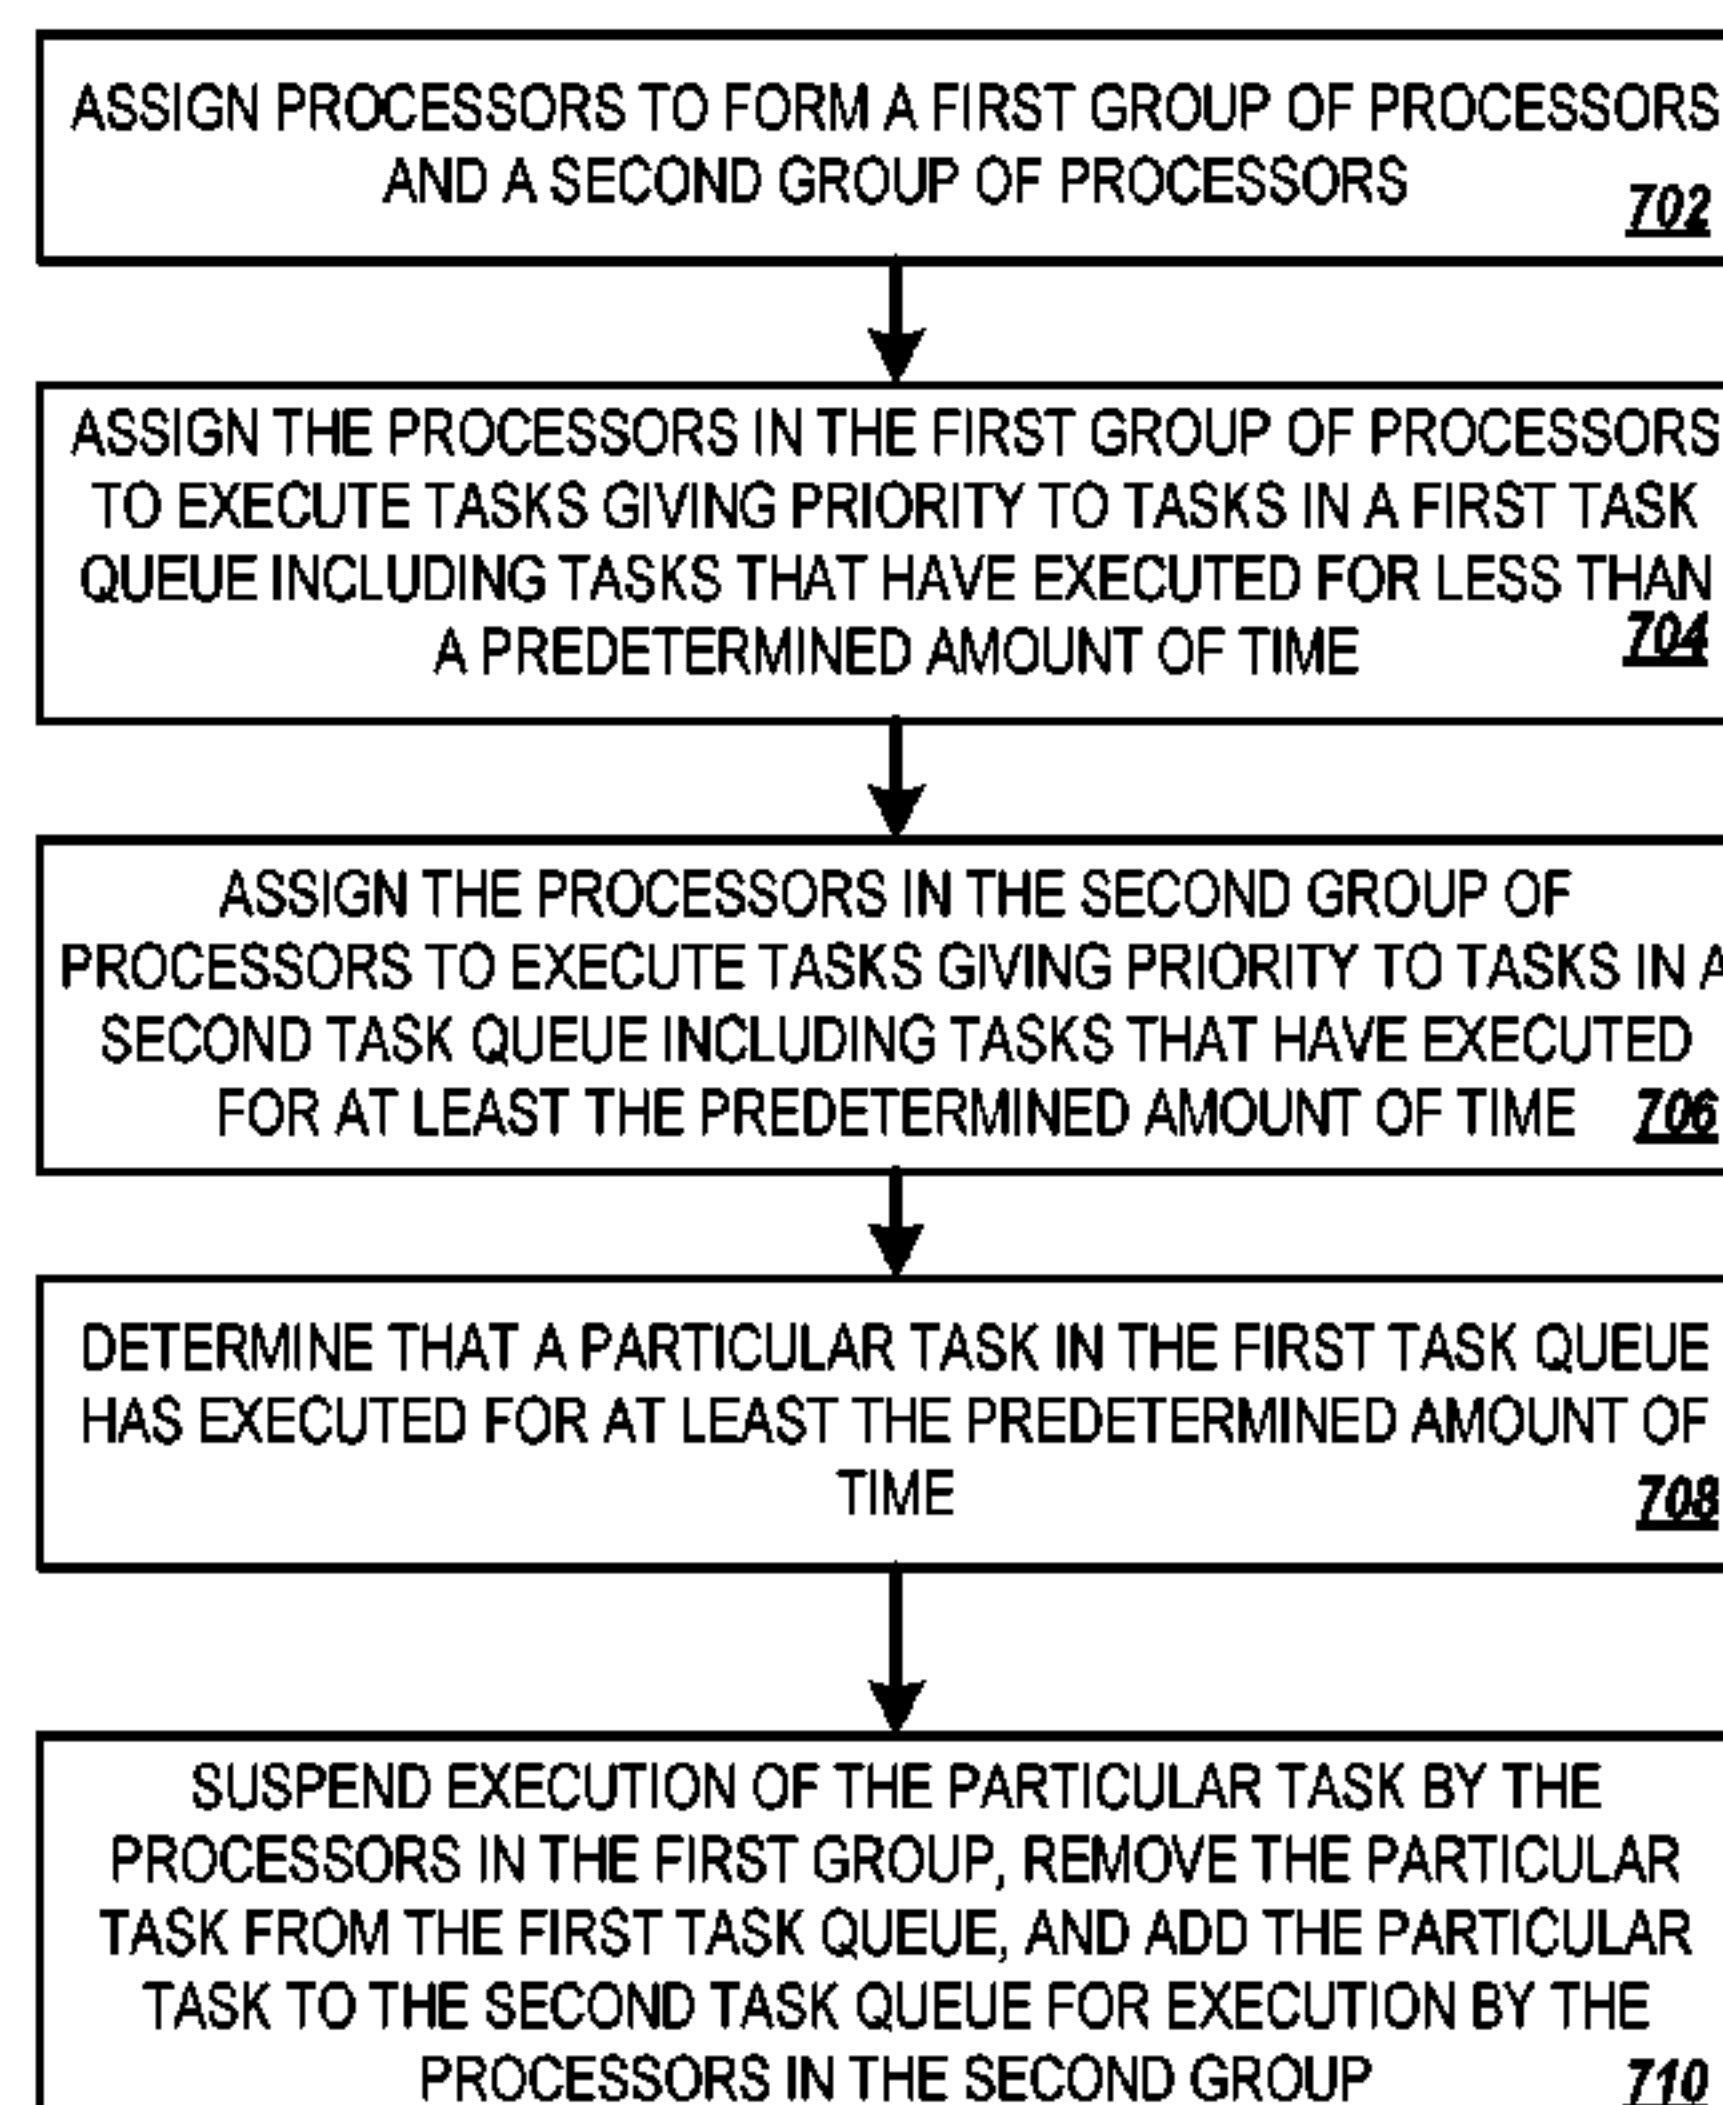 ASSIGN PROCESSORS TO FORM A FIRST GROUP OF PROCESSORS
AND A SECOND GROUP OF PROCESSORS
702
ASSIGN THE PROCESSORS IN THE FIRST GROUP OF PROCESSORS
TO EXECUTE TASKS GIVING PRIORITY TO TASKS IN A FIRST TASK
QUEUE INCLUDING TASKS THAT HAVE EXECUTED FOR LESS THAN
A PREDETERMINED AMOUNT OF TIME
704
ASSIGN THE PROCESSORS IN THE SECOND GROUP OF
PROCESSORS TO EXECUTE TASKS GIVING PRIORITY TO TASKS IN A
SECOND TASK QUEUE INCLUDING TASKS THAT HAVE EXECUTED
FOR AT LEAST THE PREDETERMINED AMOUNT OF TIME 706
DETERMINE THAT A PARTICULAR TASK IN THE FIRST TASK QUEUE
HAS EXECUTED FOR AT LEAST THE PREDETERMINED AMOUNT OF
TIME
708
SUSPEND EXECUTION OF THE PARTICULAR TASK BY THE
PROCESSORS IN THE FIRST GROUP, REMOVE THE PARTICULAR
TASK FROM THE FIRST TASK QUEUE, AND ADD THE PARTICULAR
TASK TO THE SECOND TASK QUEUE FOR EXECUTION BY THE
PROCESSORS IN THE SECOND GROUP 710